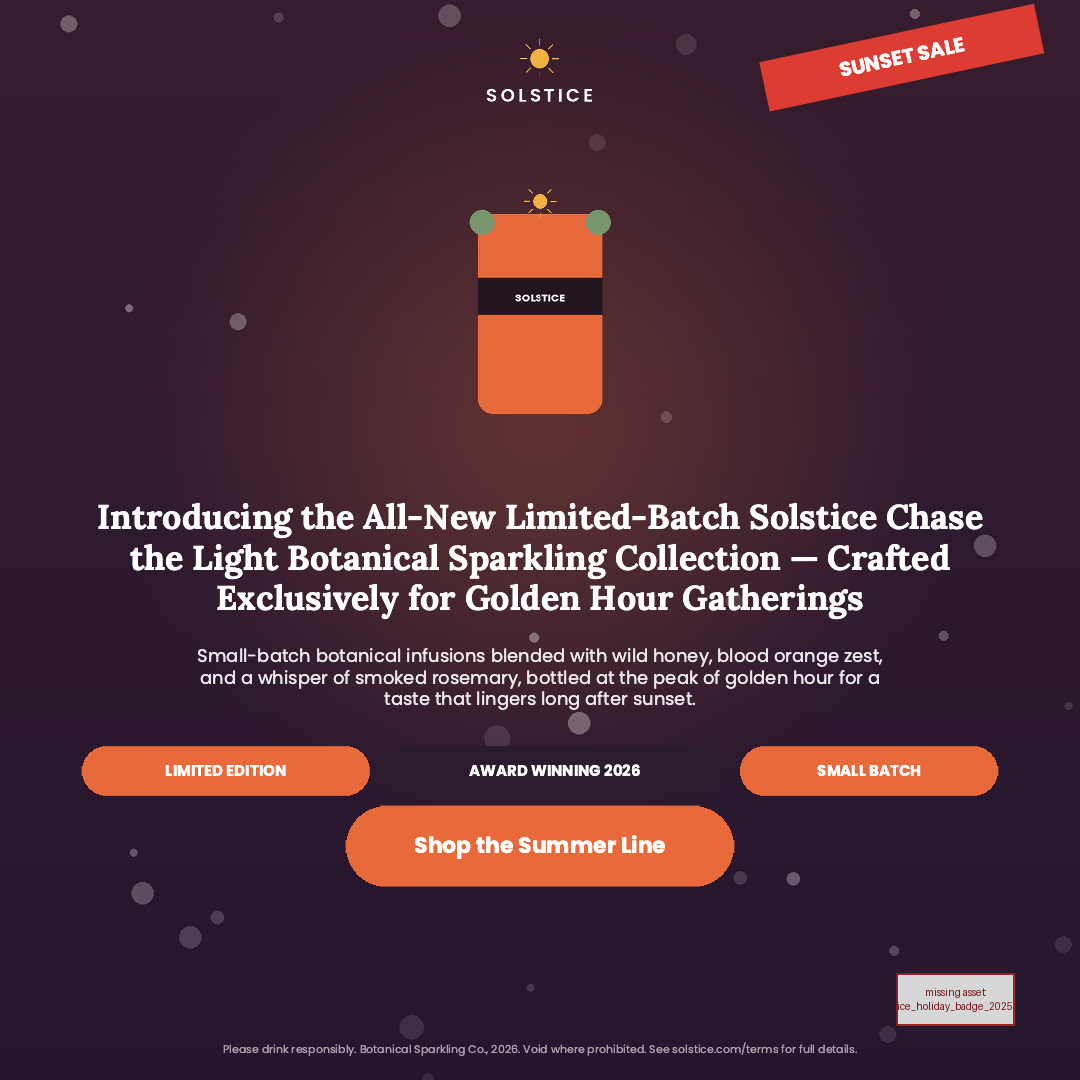 SOLSTICE
SUNSET SALE
SOLSTICE
Introducing the All-New Limited-Batch Solstice Chase
the Light Botanical Sparkling Collection — Crafted
Exclusively for Golden Hour Gatherings
Small-batch botanical infusions blended with wild honey, blood orange zest,
and a whisper of smoked rosemary, bottled at the peak of golden hour for a
taste that lingers long after sunset.
LIMITED EDITION
AWARD WINNING 2026
SMALL BATCH
Shop the Summer Line
missing asset:
ice_holiday_badge_2025
Please drink responsibly. Botanical Sparkling Co., 2026. Void where prohibited. See solstice.com/terms for full details.